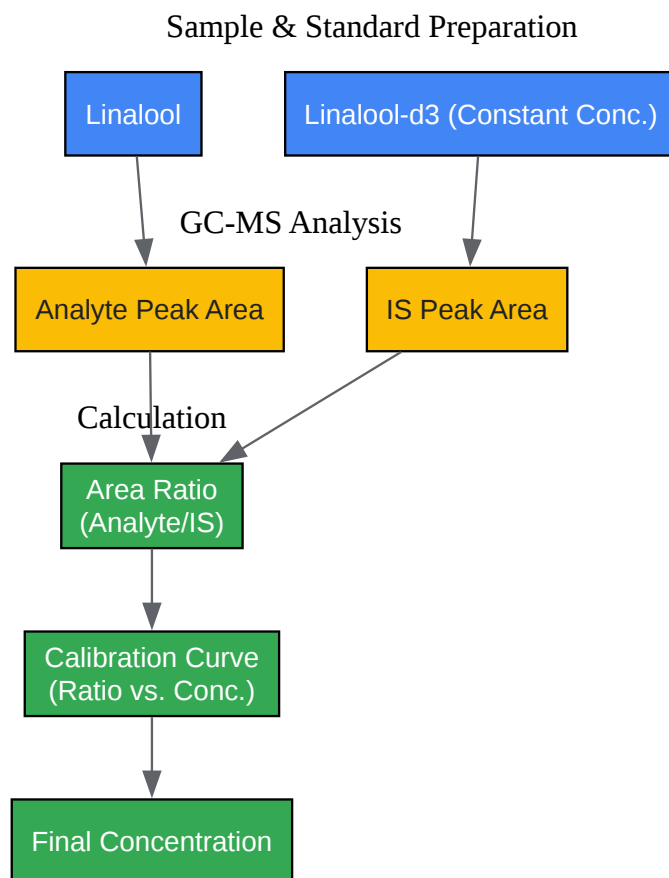 Sample & Standard Preparation
Linalool
Linalool-d3 (Constant Conc.)
GC-MS Analysis
Analyte Peak Area
IS Peak Area
Calculation
Area Ratio
(Analyte/IS)
Calibration Curve
(Ratio vs. Conc.)
Final Concentration